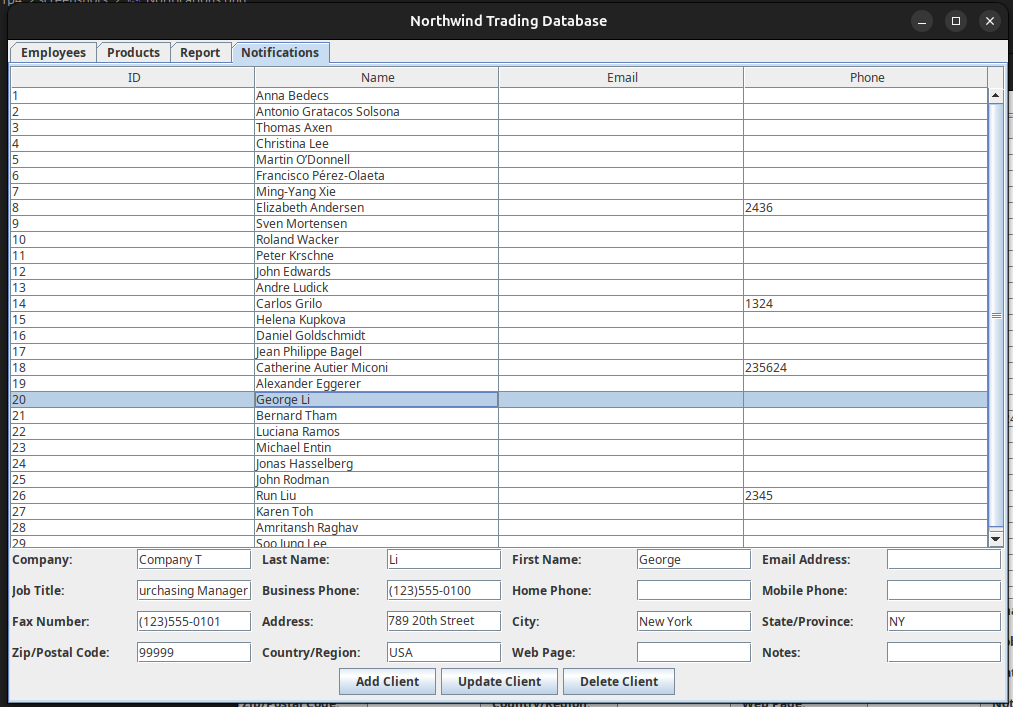 Northwind Trading Database
Employees Products Report Notifications
ID Name Email Phone
1 Anna Bedecs
2 Antonio Gratacos Solsona
3 Thomas Axen
4 Christina Lee
5 Martin O'Donnell
6 Francisco Pérez-Olaeta
7 Ming-Yang Xie
8 Elizabeth Andersen 2436
9 Sven Mortensen
10 Roland Wacker
11 Peter Krschne
12 John Edwards
13 Andre Ludick
14 Carlos Grilo 1324
15 Helena Kupkova
16 Daniel Goldschmidt
17 Jean Philippe Bagel
18 Catherine Autier Miconi 235624
19 Alexander Eggerer
20 George Li
21 Bernard Tham
22 Luciana Ramos
23 Michael Entin
24 Jonas Hasselberg
25 John Rodman
26 Run Liu 2345
27 Karen Toh
28 Amritansh Raghav
29 Soo Jung Lee
Company: Company T Last Name: Li First Name: George Email Address:
Job Title: urchasing Manager Business Phone: (123)555-0100 Home Phone: Mobile Phone:
Fax Number: (123)555-0101 Address: 789 20th Street City: New York State/Province: NY
Zip/Postal Code: 99999 Country/Region: USA Web Page: Notes:
Add Client Update Client Delete Client